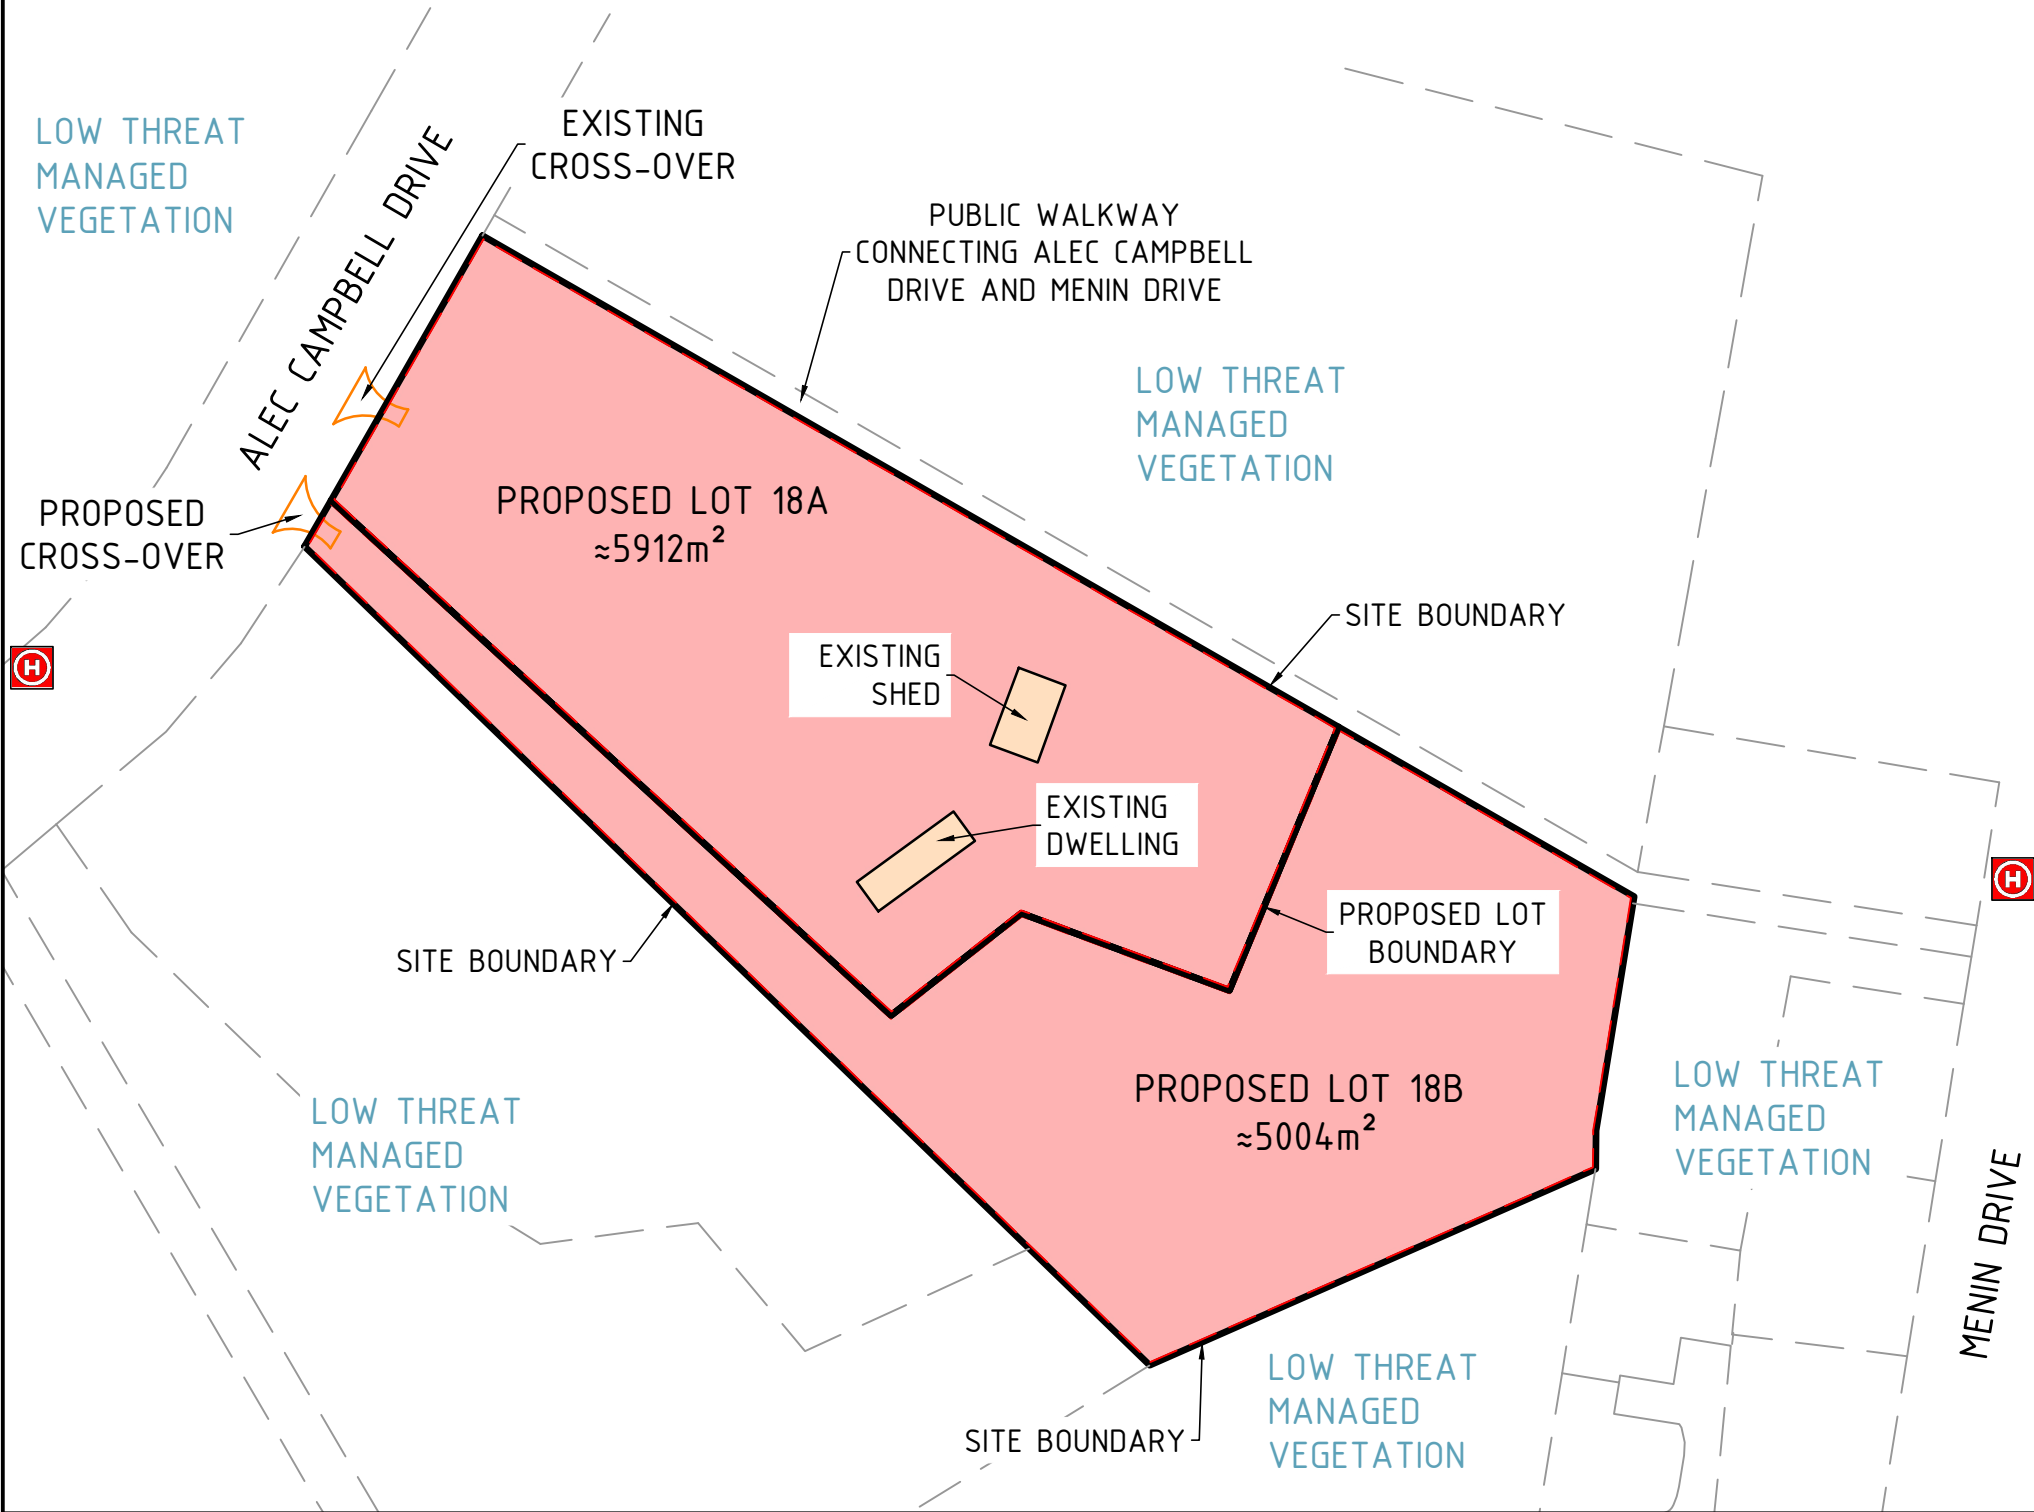 EXISTING
CROSS-OVER
LOW THREAT
MANAGED
VEGETATION
ALEC CAMPBELL DRIVE
PUBLIC WALKWAY
CONNECTING ALEC CAMPBELL
DRIVE AND MENIN DRIVE
LOW THREAT
MANAGED
VEGETATION
PROPOSED LOT 18A
≈5912m²
PROPOSED
CROSS-OVER
SITE BOUNDARY
EXISTING
SHED
H
EXISTING
DWELLING
H
PROPOSED LOT
BOUNDARY
SITE BOUNDARY
PROPOSED LOT 18B
≈5004m²
LOW THREAT
MANAGED
VEGETATION
LOW THREAT
MANAGED
VEGETATION
MENIN DRIVE
LOW THREAT
MANAGED
VEGETATION
SITE BOUNDARY